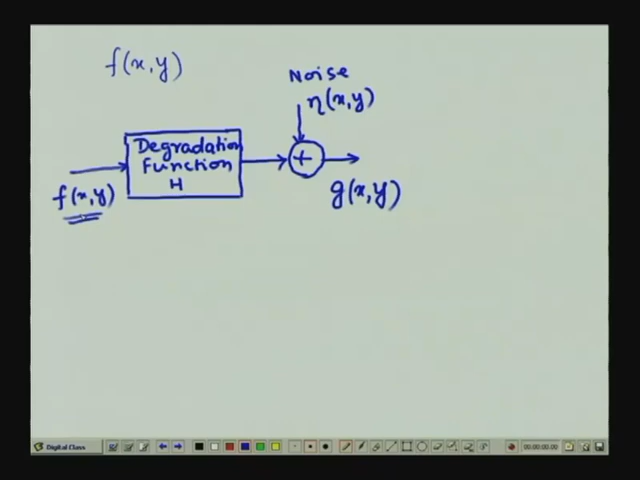 f(x,y)
Noise
η(x,y)
Degradation
Function
H
+
f(x,y)
g(x,y)
Digital Class
00:00:00:00